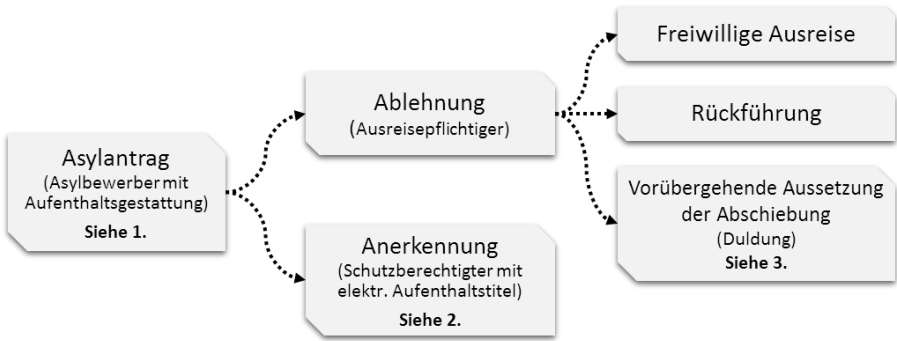 Asylantrag
(Asylbewerber mit
Aufenthaltsgestattung)
Siehe 1.
Ablehnung
(Ausreisepflichtiger)
Anerkennung
(Schutzberechtigter mit
elektr. Aufenthaltstitel)
Siehe 2.
Freiwillige Ausreise
Rückführung
Vorübergehende Aussetzung
der Abschiebung
(Duldung)
Siehe 3.